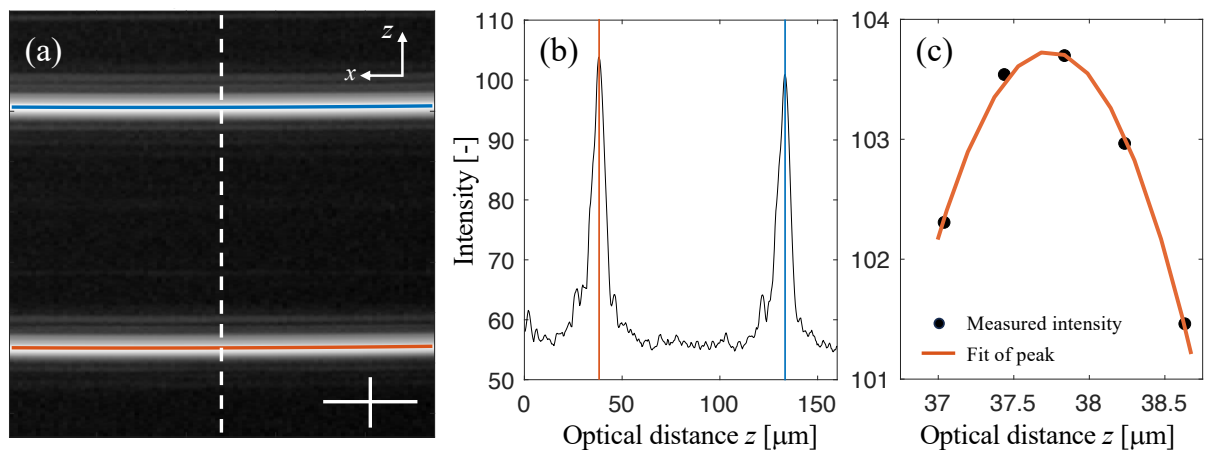 (a)
z
x
(b)
110
100
90
80
70
60
50
Intensity [-]
0
50
100
150
Optical distance z [μm]
(c)
104
103
102
101
Measured intensity
Fit of peak
37
37.5
38
38.5
Optical distance z [μm]